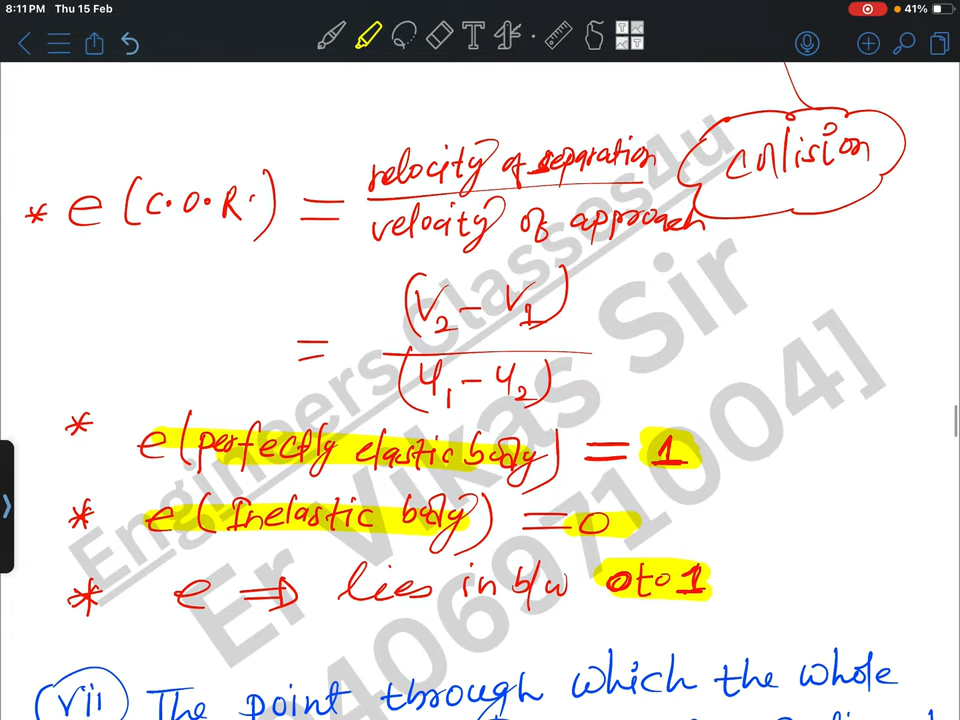 8:11 PM Thu 15 Feb
41%
collision
* e (C.O.R.) = velocity of separation
velocity of approach
= (V2 - V1)
(u1 - u2)
* e (perfectly elastic body) = 1
* e (Inelastic body) = 0
* e ⇒ lies in b/w 0 to 1
(vii) The point through which the whole
Engineers Classes4u
Er Vikas Sir
406971004]